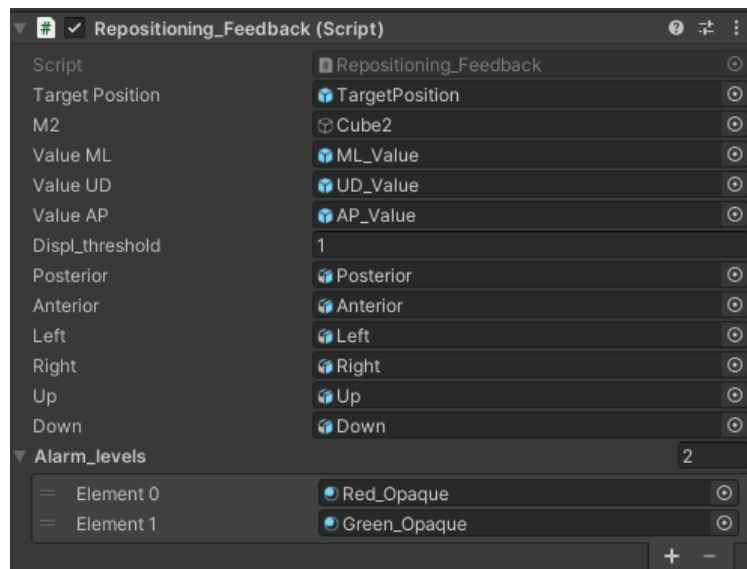 # Repositioning_Feedback (Script)
Script Repositioning_Feedback
Target Position TargetPosition
M2 Cube2
Value ML ML_Value
Value UD UD_Value
Value AP AP_Value
Displ_threshold 1
Posterior Posterior
Anterior Anterior
Left Left
Right Right
Up Up
Down Down
Alarm_levels 2
Element 0 Red_Opaque
Element 1 Green_Opaque
+ −